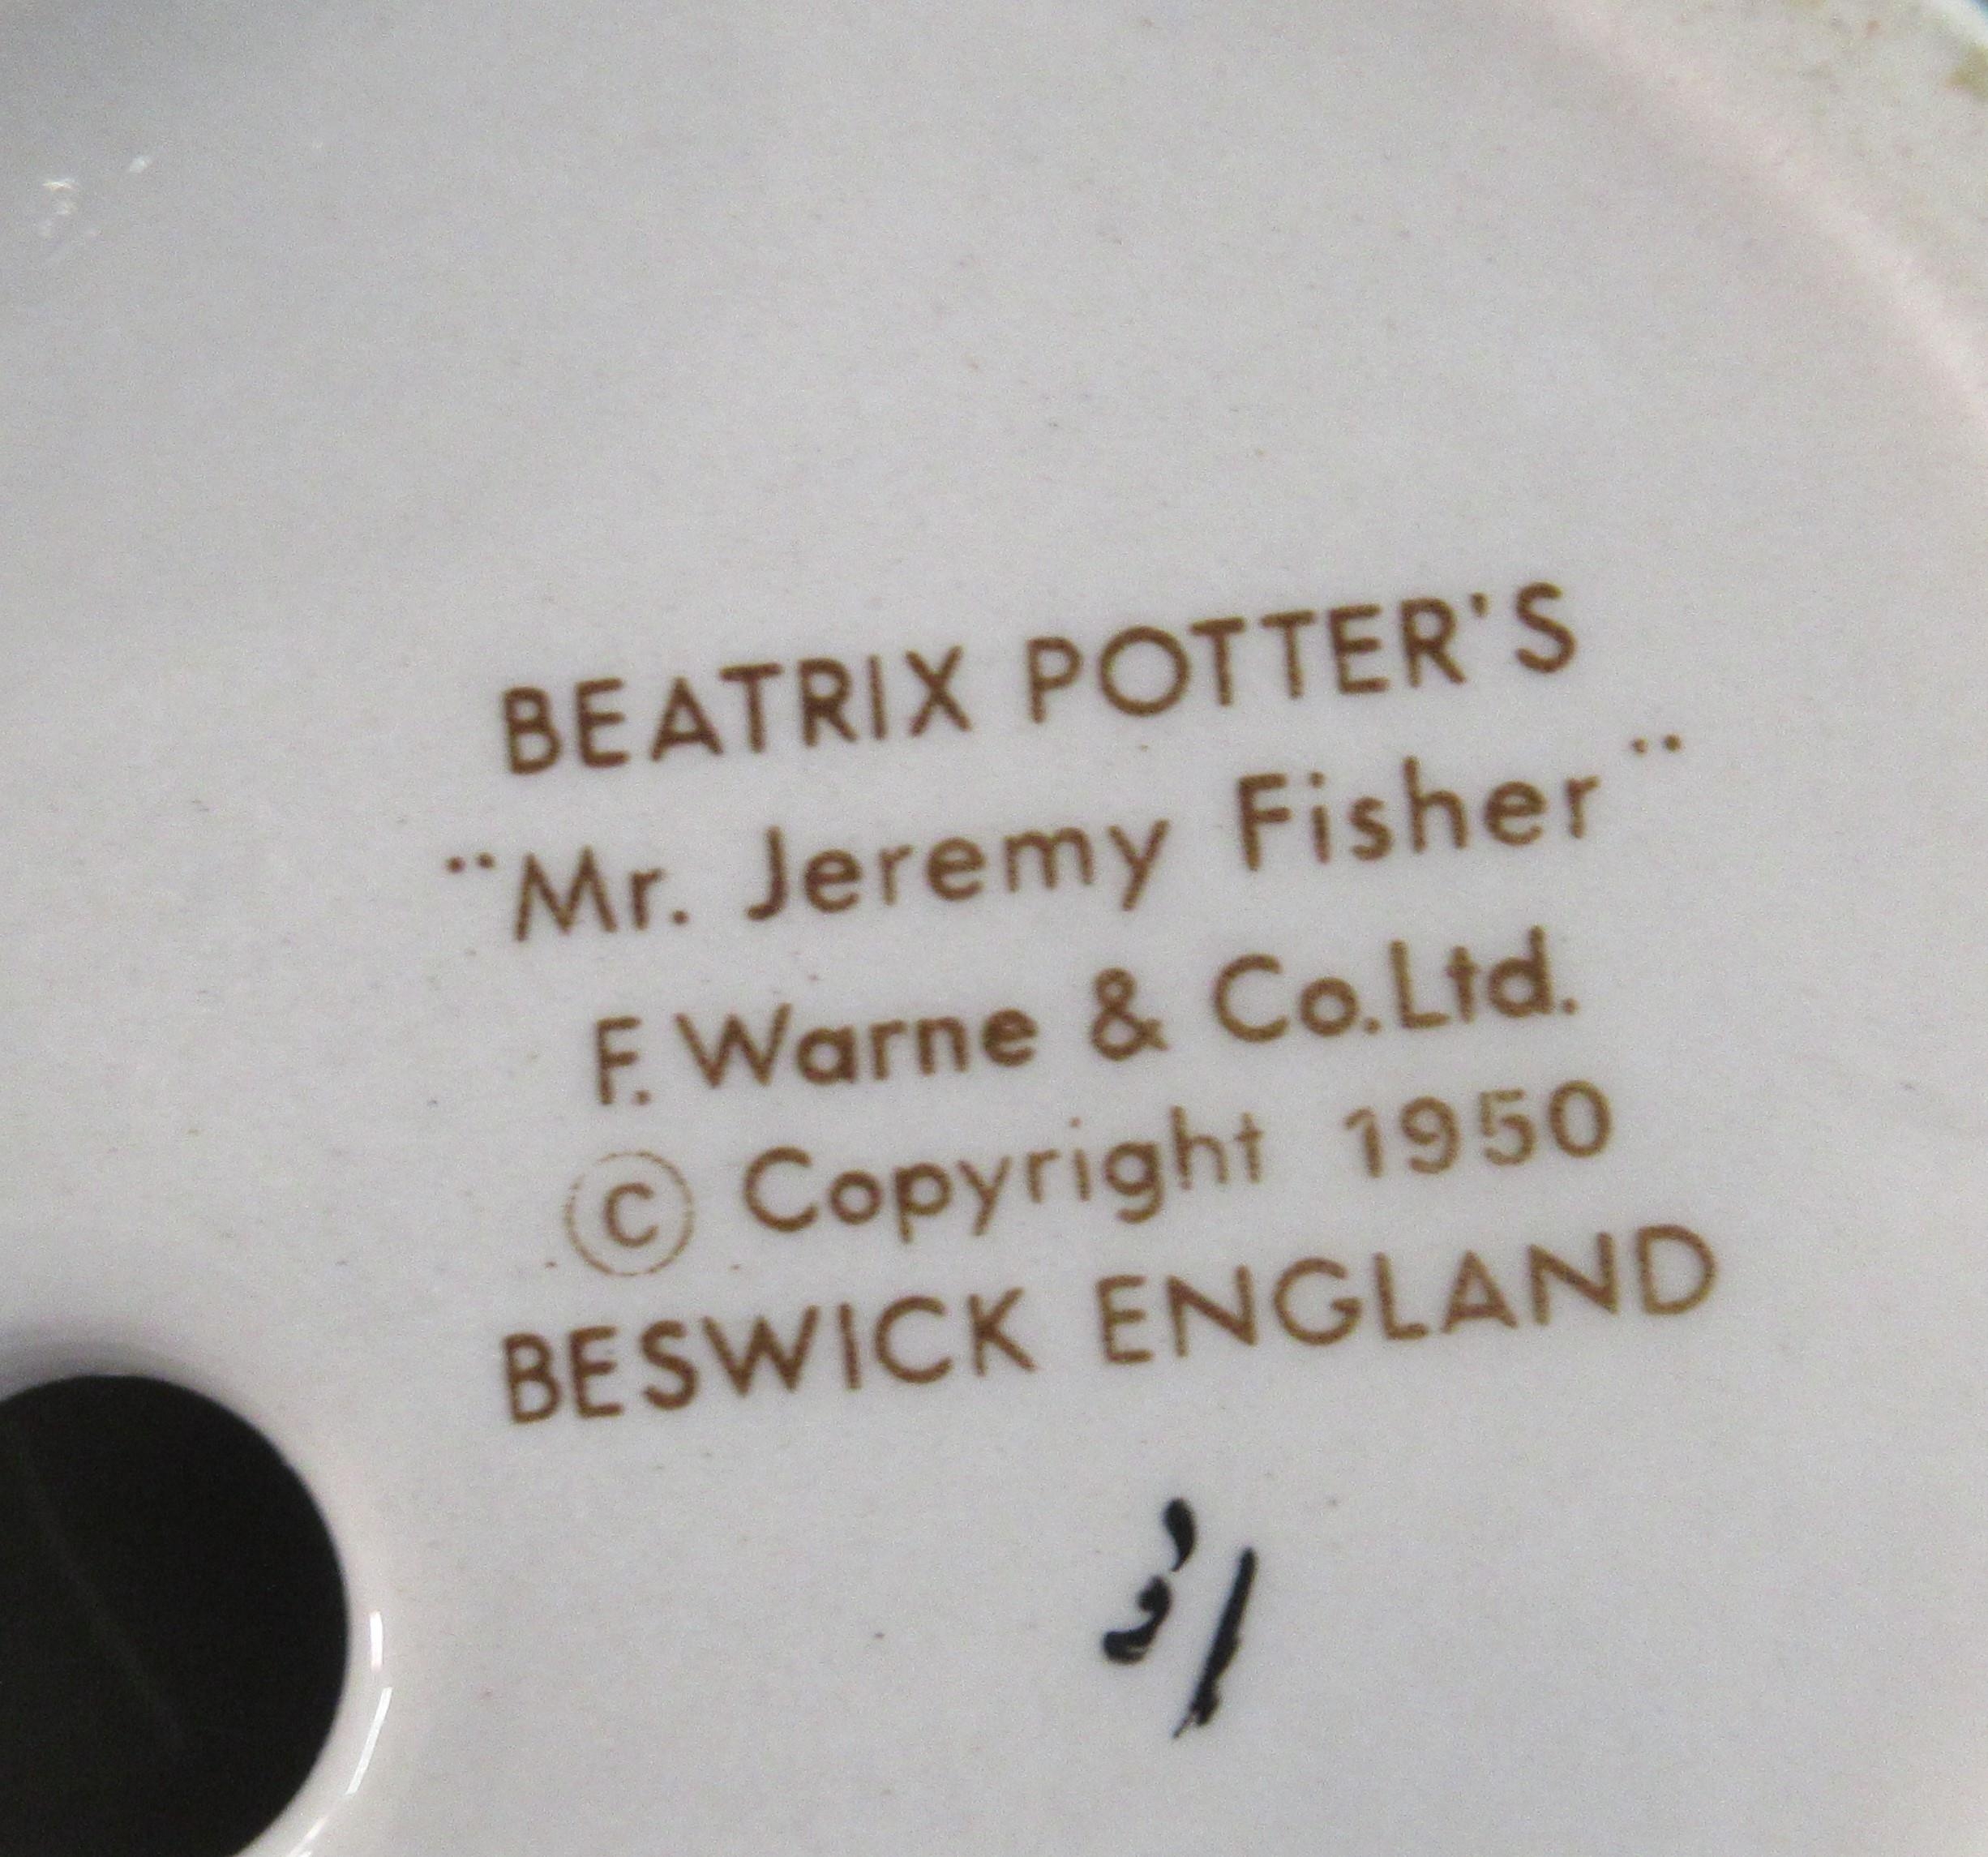 BEATRIX POTTER'S
¨Mr. Jeremy Fisher¨
F. Warne & Co.Ltd.
© Copyright 1950
BESWICK ENGLAND